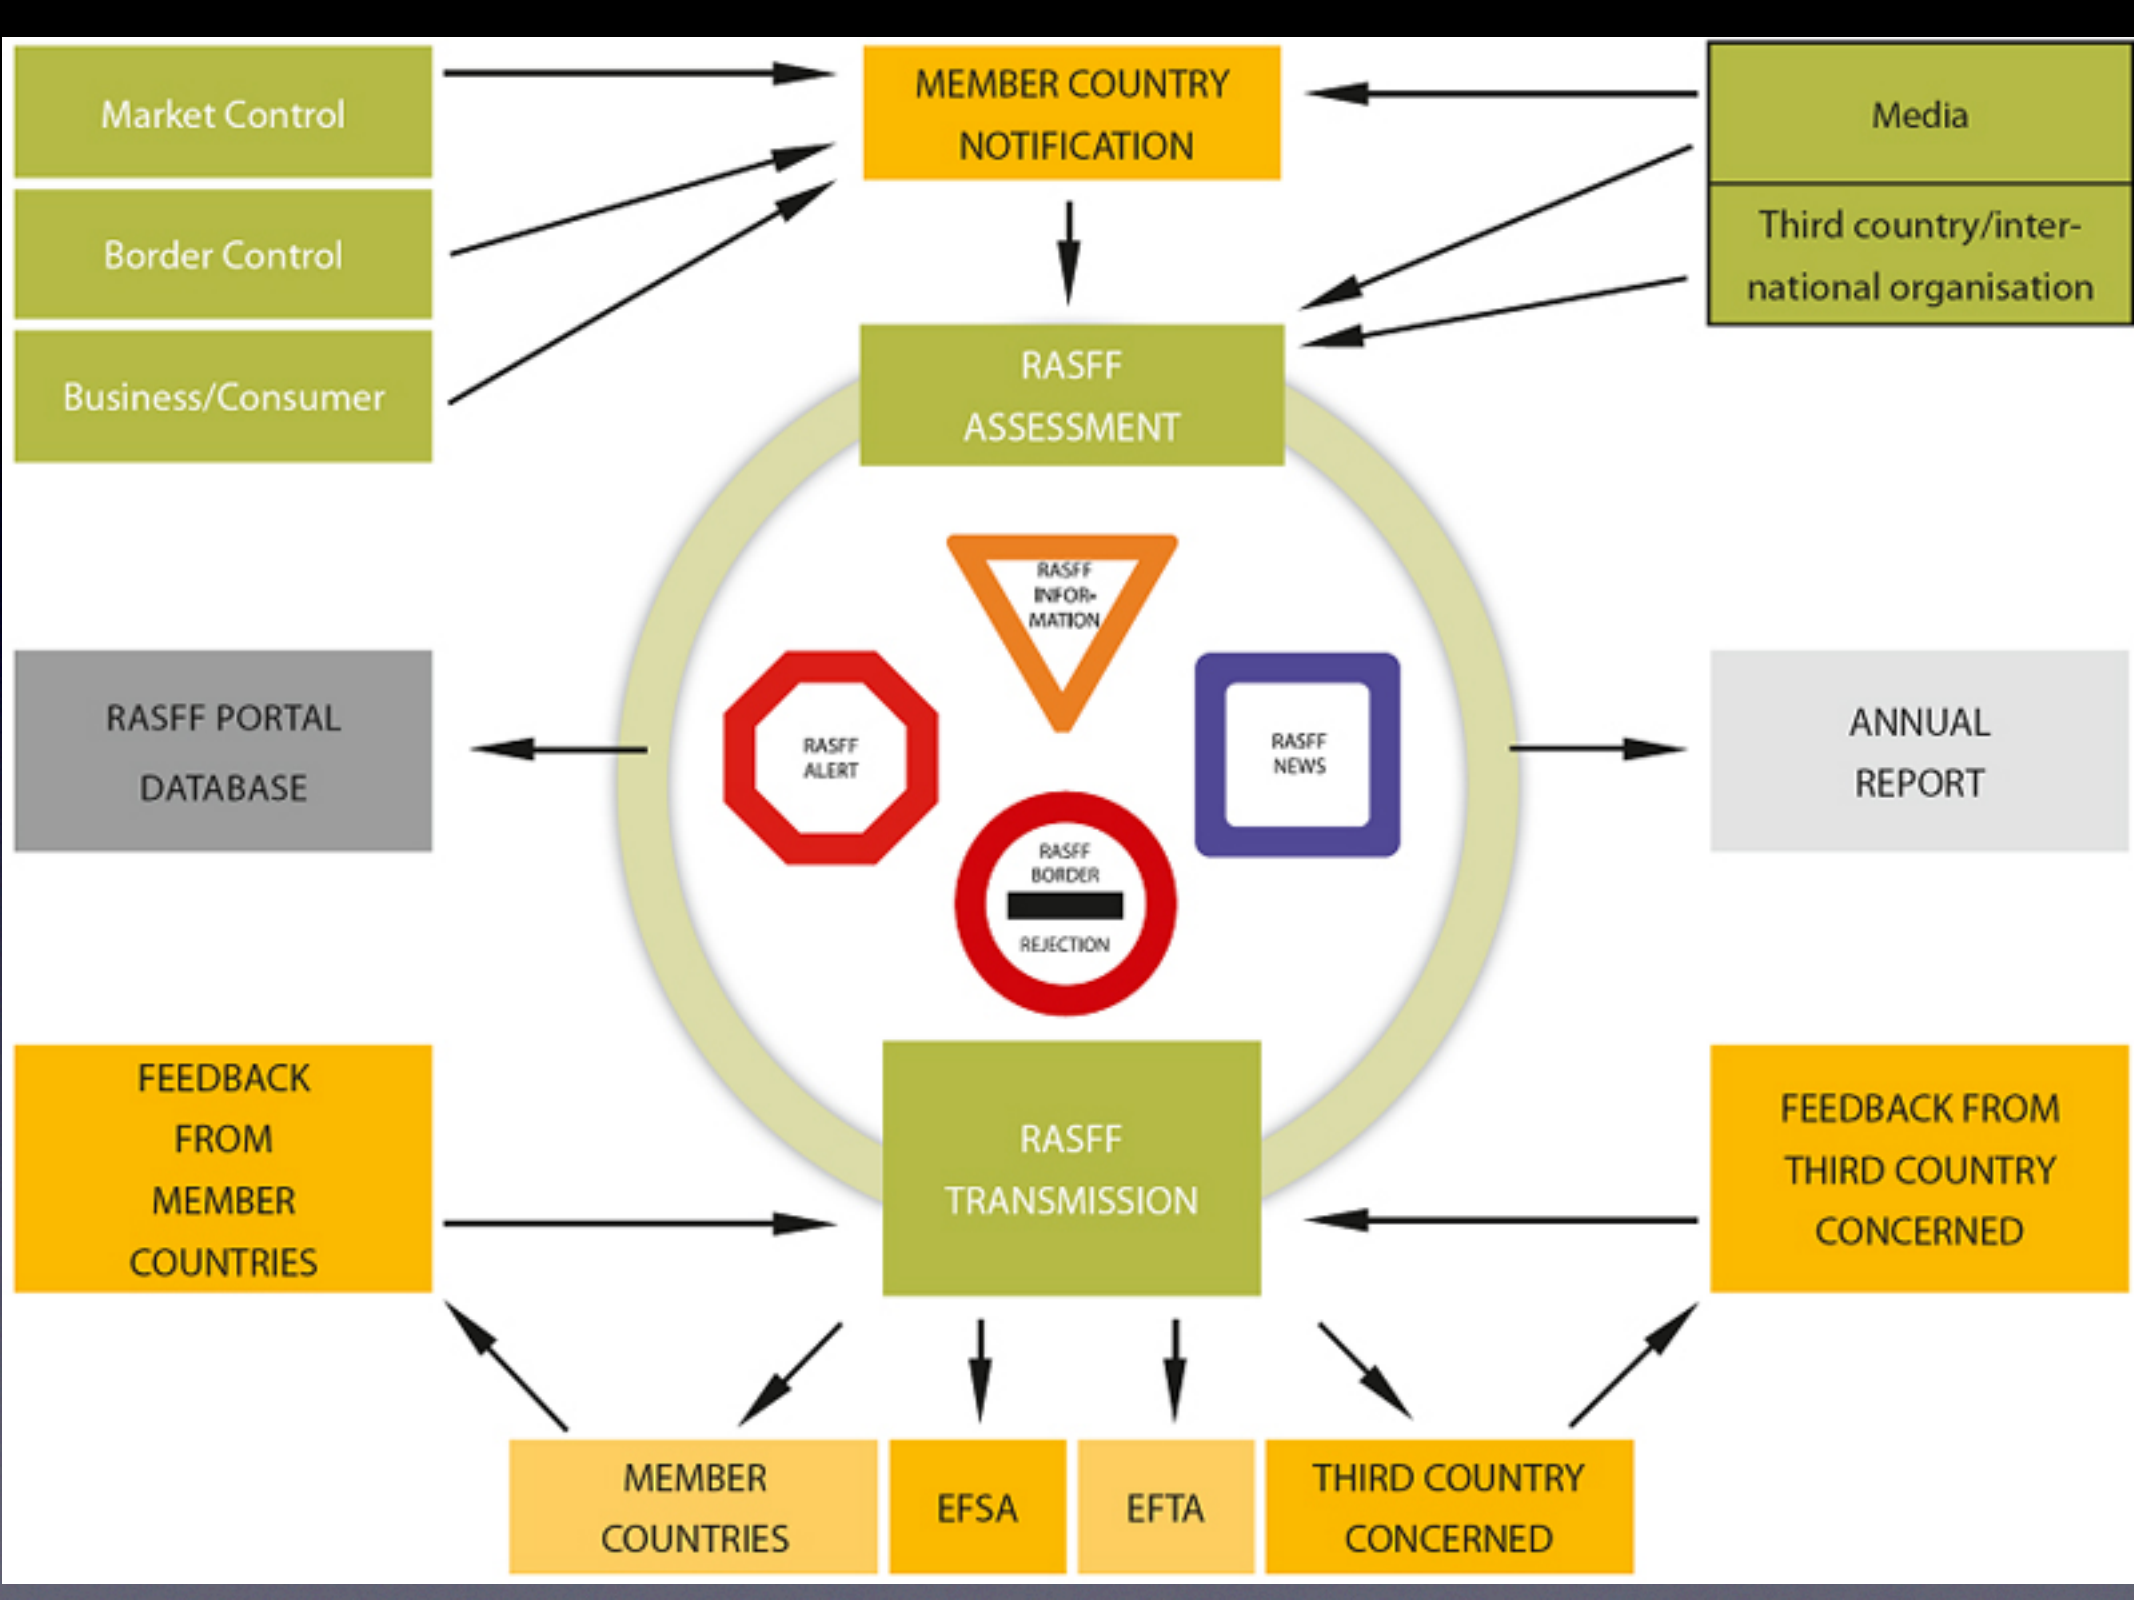 Market Control
Border Control
Business/Consumer
MEMBER COUNTRY
NOTIFICATION
Media
Third country/inter-
national organisation
RASFF
ASSESSMENT
RASFF
INFOR-
MATION
RASFF
ALERT
RASFF
NEWS
RASFF
BORDER
REJECTION
RASFF PORTAL
DATABASE
ANNUAL
REPORT
FEEDBACK
FROM
MEMBER
COUNTRIES
RASFF
TRANSMISSION
FEEDBACK FROM
THIRD COUNTRY
CONCERNED
MEMBER
COUNTRIES
EFSA
EFTA
THIRD COUNTRY
CONCERNED